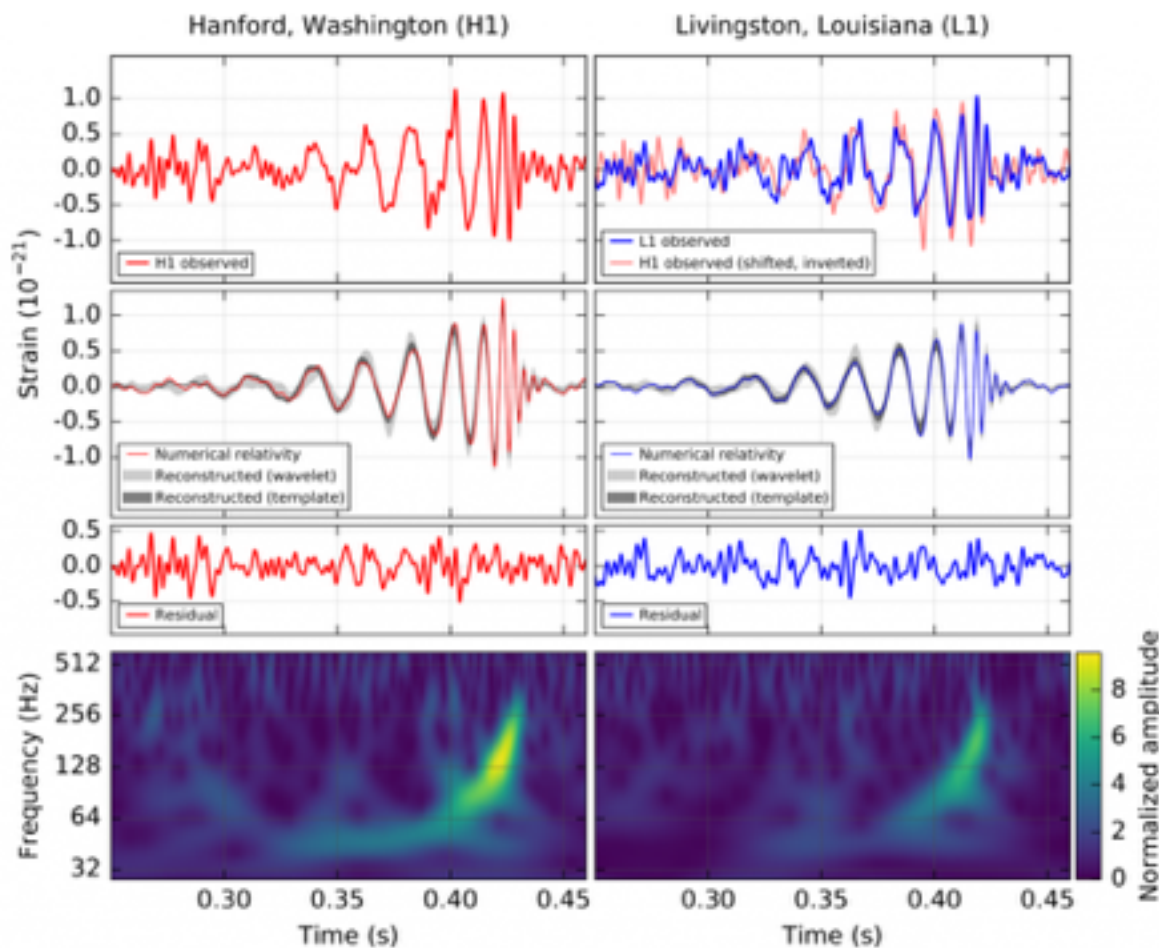 Hanford, Washington (H1)
Livingston, Louisiana (L1)
Strain (10⁻²¹)
1.0
0.5
0.0
-0.5
-1.0
H1 observed
L1 observed
H1 observed (shifted, inverted)
1.0
0.5
0.0
-0.5
-1.0
Numerical relativity
Reconstructed (wavelet)
Reconstructed (template)
Numerical relativity
Reconstructed (wavelet)
Reconstructed (template)
0.5
0.0
-0.5
Residual
Residual
Frequency (Hz)
512
256
128
64
32
Normalized amplitude
8
6
4
2
0
0.30 0.35 0.40 0.45
0.30 0.35 0.40 0.45
Time (s)
Time (s)